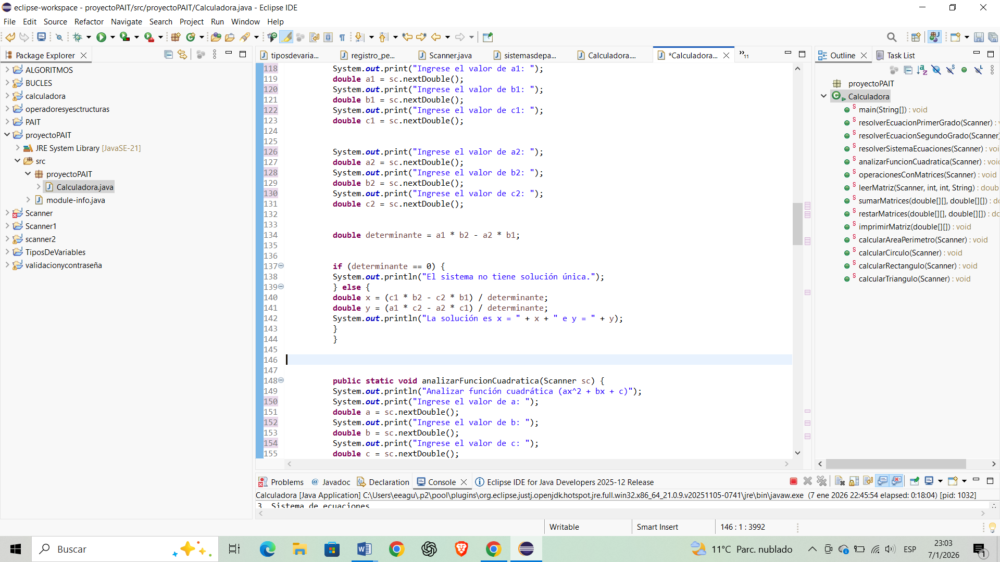 eclipse-workspace - proyectoPAIT/src/proyectoPAIT/Calculadora.java - Eclipse IDE
File Edit Source Refactor Navigate Search Project Run Window Help
Package Explorer
ALGORITMOS
BUCLES
calculadora
operadoresyesctructuras
PAIT
proyectoPAIT
JRE System Library [JavaSE-21]
src
proyectoPAIT
Calculadora.java
module-info.java
Scanner
Scanner1
scanner2
TiposDeVariables
validacionycontraseña
tiposdevaria... registro_pe... Scanner.java sistemasdepa... Calculadora.... *Calculadora... »11
118 System.out.print("Ingrese el valor de a1: ");
119 double a1 = sc.nextDouble();
120 System.out.print("Ingrese el valor de b1: ");
121 double b1 = sc.nextDouble();
122 System.out.print("Ingrese el valor de c1: ");
123 double c1 = sc.nextDouble();
124
125
126 System.out.print("Ingrese el valor de a2: ");
127 double a2 = sc.nextDouble();
128 System.out.print("Ingrese el valor de b2: ");
129 double b2 = sc.nextDouble();
130 System.out.print("Ingrese el valor de c2: ");
131 double c2 = sc.nextDouble();
132
133
134 double determinante = a1 * b2 - a2 * b1;
135
136
137 if (determinante == 0) {
138 System.out.println("El sistema no tiene solución única.");
139 } else {
140 double x = (c1 * b2 - c2 * b1) / determinante;
141 double y = (a1 * c2 - a2 * c1) / determinante;
142 System.out.println("La solución es x = " + x + " e y = " + y);
143 }
144 }
145
146
147
148 public static void analizarFuncionCuadratica(Scanner sc) {
149 System.out.println("Analizar función cuadrática (ax^2 + bx + c)");
150 System.out.print("Ingrese el valor de a: ");
151 double a = sc.nextDouble();
152 System.out.print("Ingrese el valor de b: ");
153 double b = sc.nextDouble();
154 System.out.print("Ingrese el valor de c: ");
155 double c = sc.nextDouble();
Outline Task List
proyectoPAIT
Calculadora
main(String[]) : void
resolverEcuacionPrimerGrado(Scanner) :
resolverEcuacionSegundoGrado(Scanner)
resolverSistemaEcuaciones(Scanner) : voi
analizarFuncionCuadratica(Scanner) : voi
operacionesConMatrices(Scanner) : void
leerMatriz(Scanner, int, int, String) : doub
sumarMatrices(double[][], double[][]) : do
restarMatrices(double[][], double[][]) : do
imprimirMatriz(double[][]) : void
calcularAreaPerimetro(Scanner) : void
calcularCirculo(Scanner) : void
calcularRectangulo(Scanner) : void
calcularTriangulo(Scanner) : void
Problems @ Javadoc Declaration Console Eclipse IDE for Java Developers 2025-12 Release
Calculadora [Java Application] C:\Users\eeagu\.p2\pool\plugins\org.eclipse.justj.openjdk.hotspot.jre.full.win32.x86_64_21.0.9.v20251105-0741\jre\bin\javaw.exe (7 ene 2026 22:45:54 elapsed: 0:18:04) [pid: 1032]
3. Sistema de ecuaciones
Writable Smart Insert 146 : 1 : 3992
Buscar
11°C Parc. nublado
ESP
23:03
7/1/2026
1